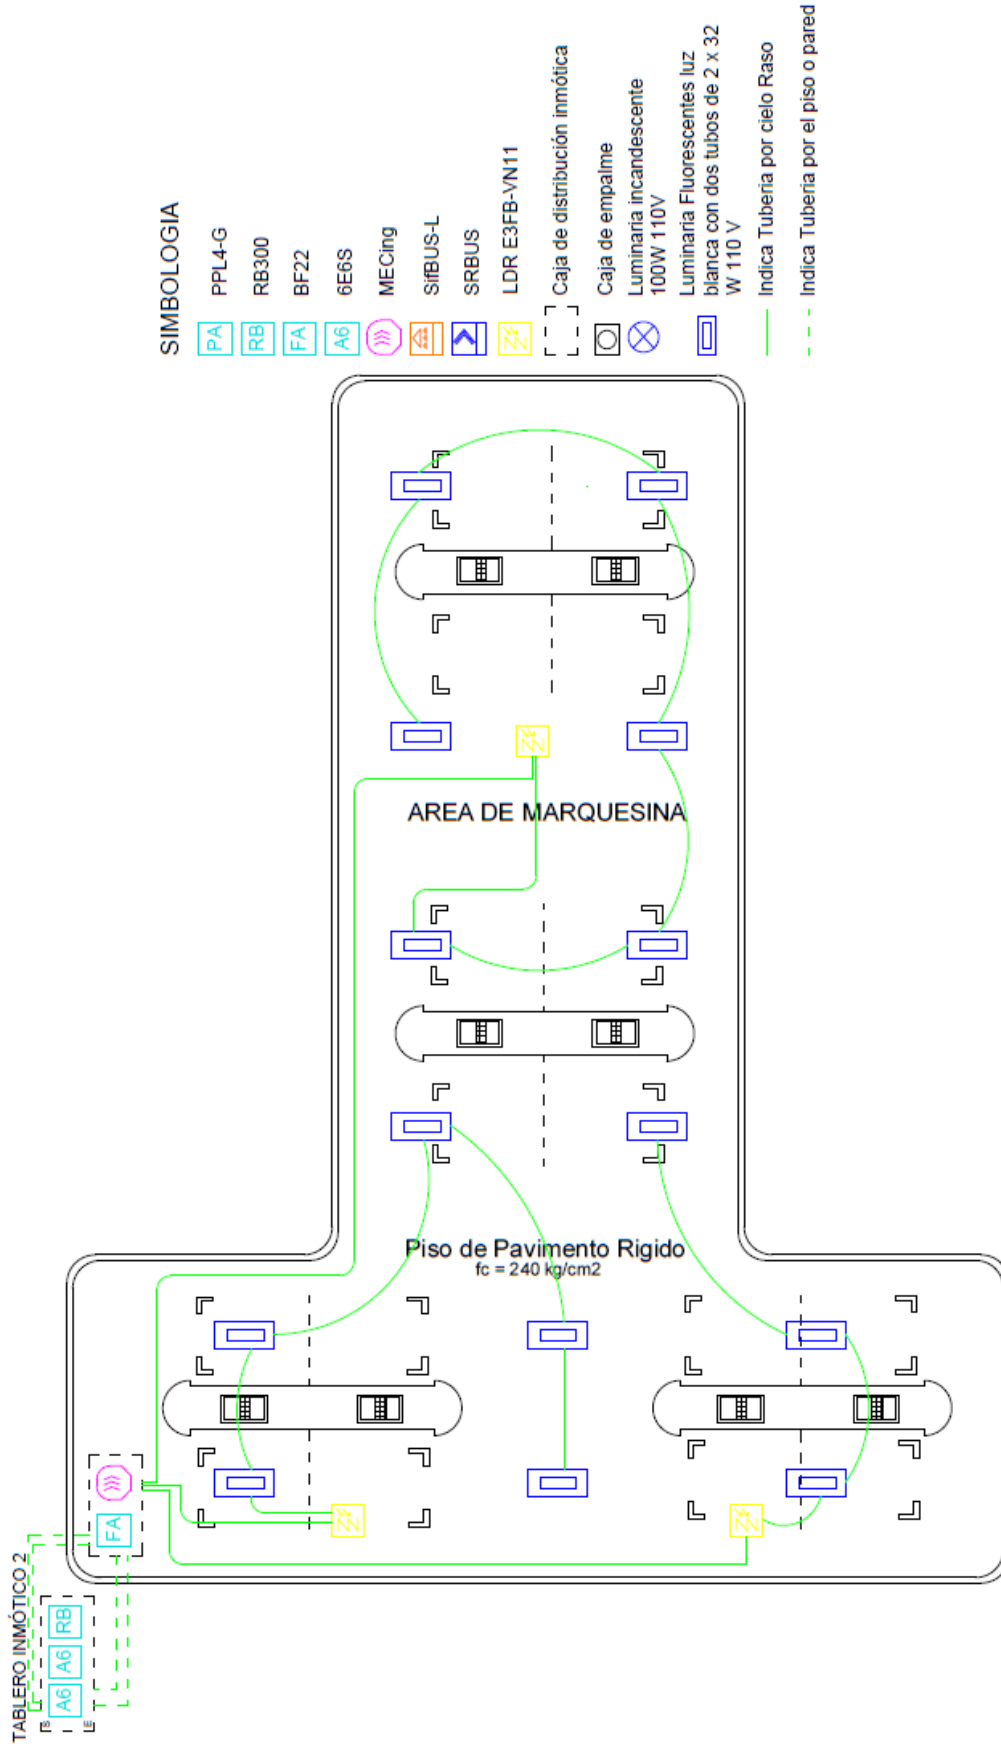 SIMBOLOGIA
PA PPL4-G
RB RB300
FA BF22
A6 6E6S
MECing
SifBUS-L
SRBUS
LDR E3FB-VN11
Caja de distribución inmótica
Caja de empalme
Luminaria incandescente
100W 110V
Luminaria Fluorescentes luz
blanca con dos tubos de 2 x 32
W 110 V
Indica Tuberia por cielo Raso
Indica Tuberia por el piso o pared
AREA DE MARQUESINA
Piso de Pavimento Rigido
fc = 240 kg/cm2
FA
TABLERO INMÓTICO 2
S
A6 A6 RB
E